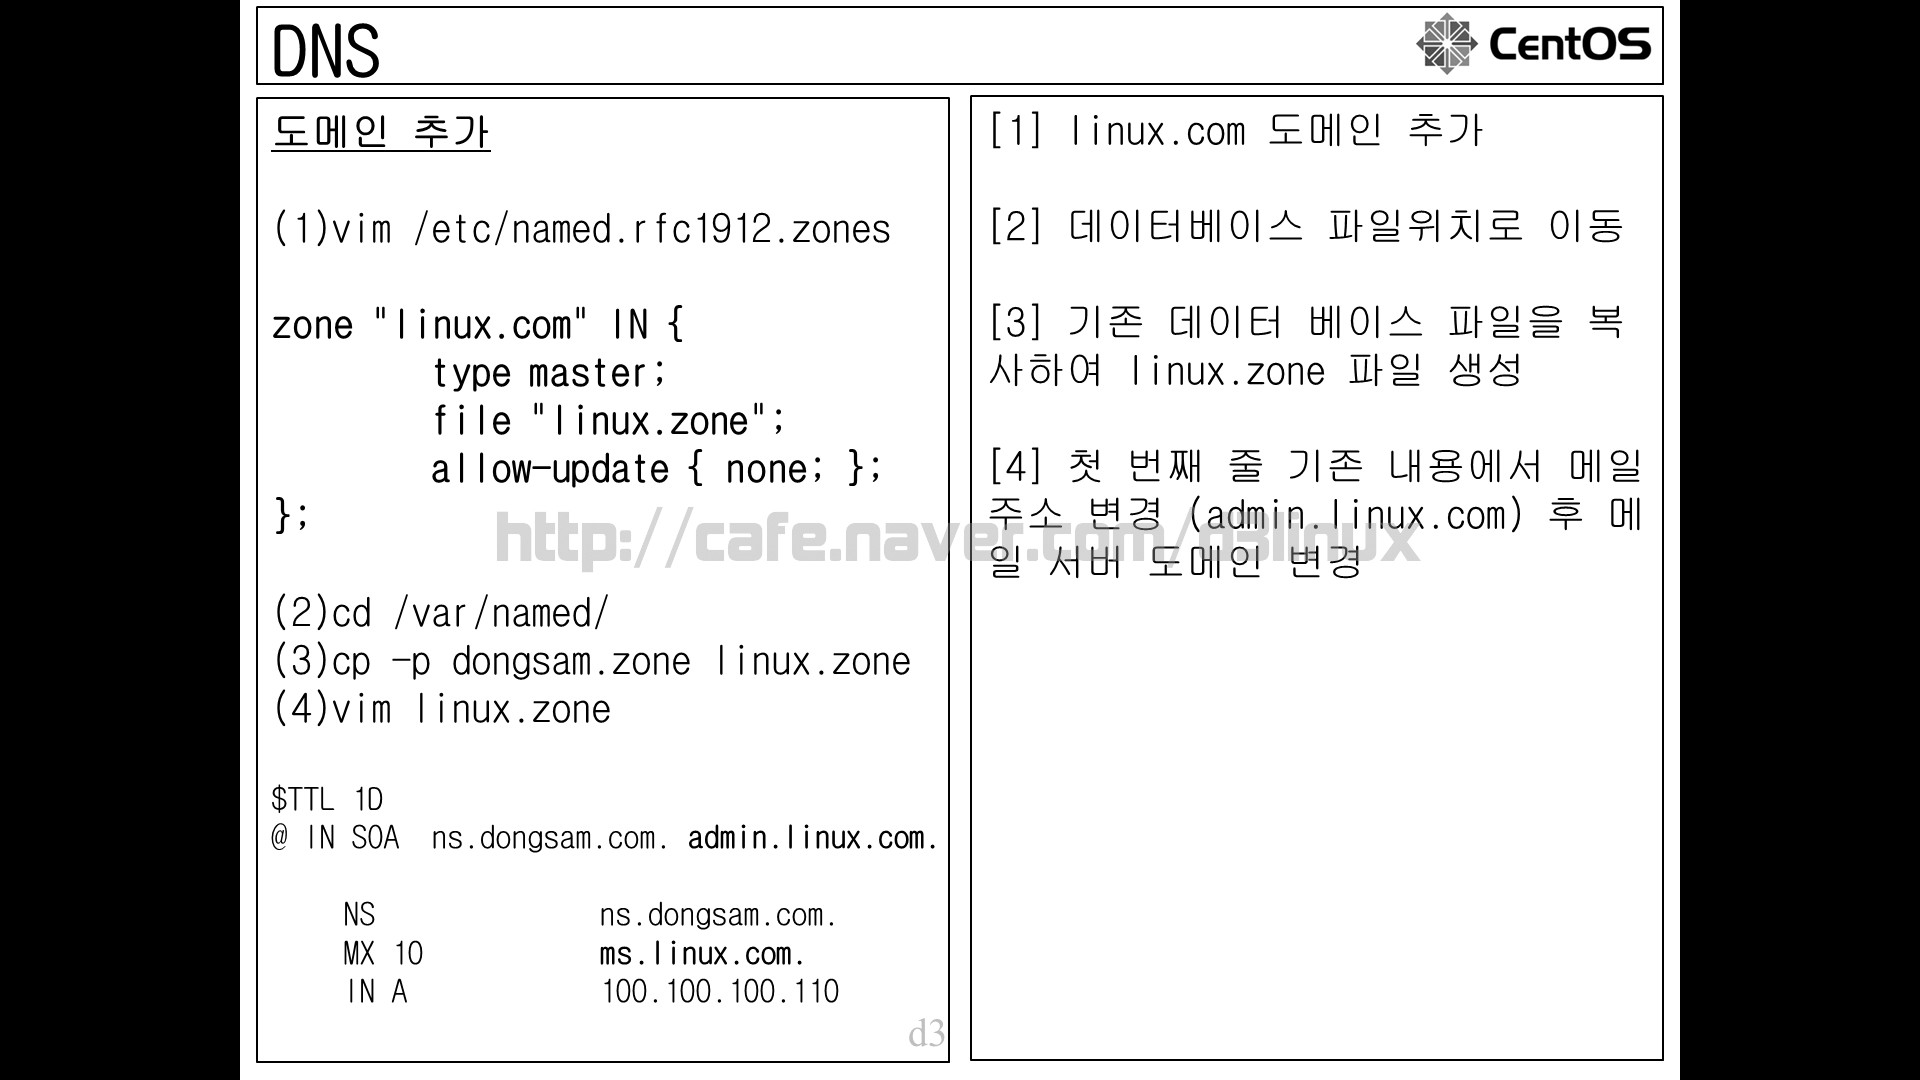 DNS
CentOS
도메인 추가
(1)vim /etc/named.rfc1912.zones
zone "linux.com" IN {
type master;
file "linux.zone";
allow-update { none; };
};
(2)cd /var/named/
(3)cp -p dongsam.zone linux.zone
(4)vim linux.zone
$TTL 1D
@ IN SOA ns.dongsam.com. admin.linux.com.
NS ns.dongsam.com.
MX 10 ms.linux.com.
IN A 100.100.100.110
d3
[1] linux.com 도메인 추가
[2] 데이터베이스 파일위치로 이동
[3] 기존 데이터 베이스 파일을 복
사하여 linux.zone 파일 생성
[4] 첫 번째 줄 기존 내용에서 메일
주소 변경 (admin.linux.com) 후 메
일 서버 도메인 변경